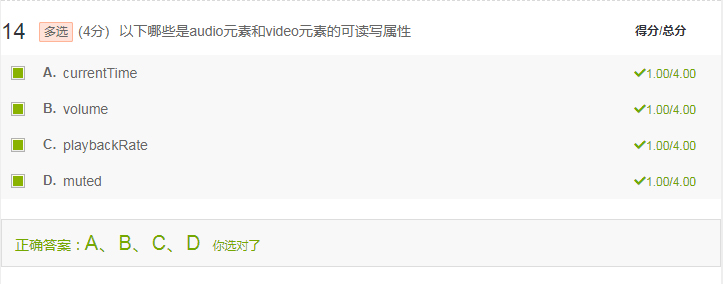 14 多选 (4分) 以下哪些是audio元素和video元素的可读写属性 得分/总分
A. currentTime 1.00/4.00
B. volume 1.00/4.00
C. playbackRate 1.00/4.00
D. muted 1.00/4.00
正确答案：A、B、C、D 你选对了